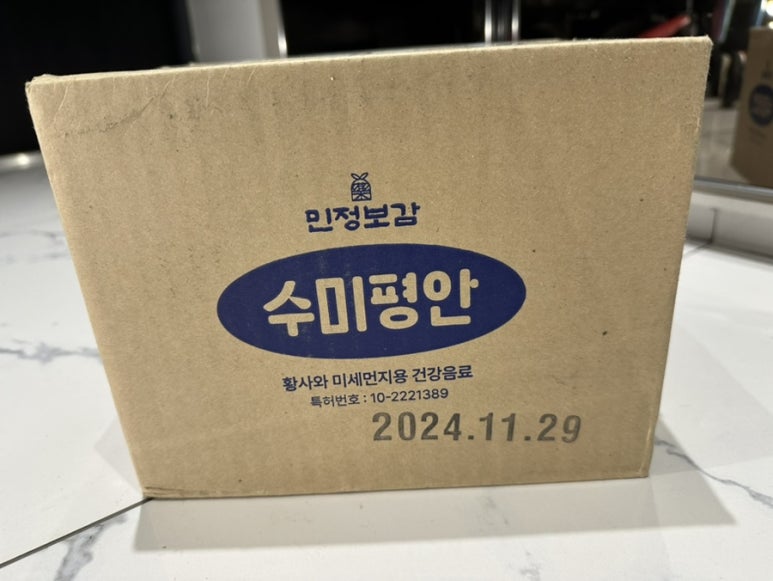 민정보감
수미평안
황사와 미세먼지용 건강음료
특허번호 : 10-2221389
2024.11.29